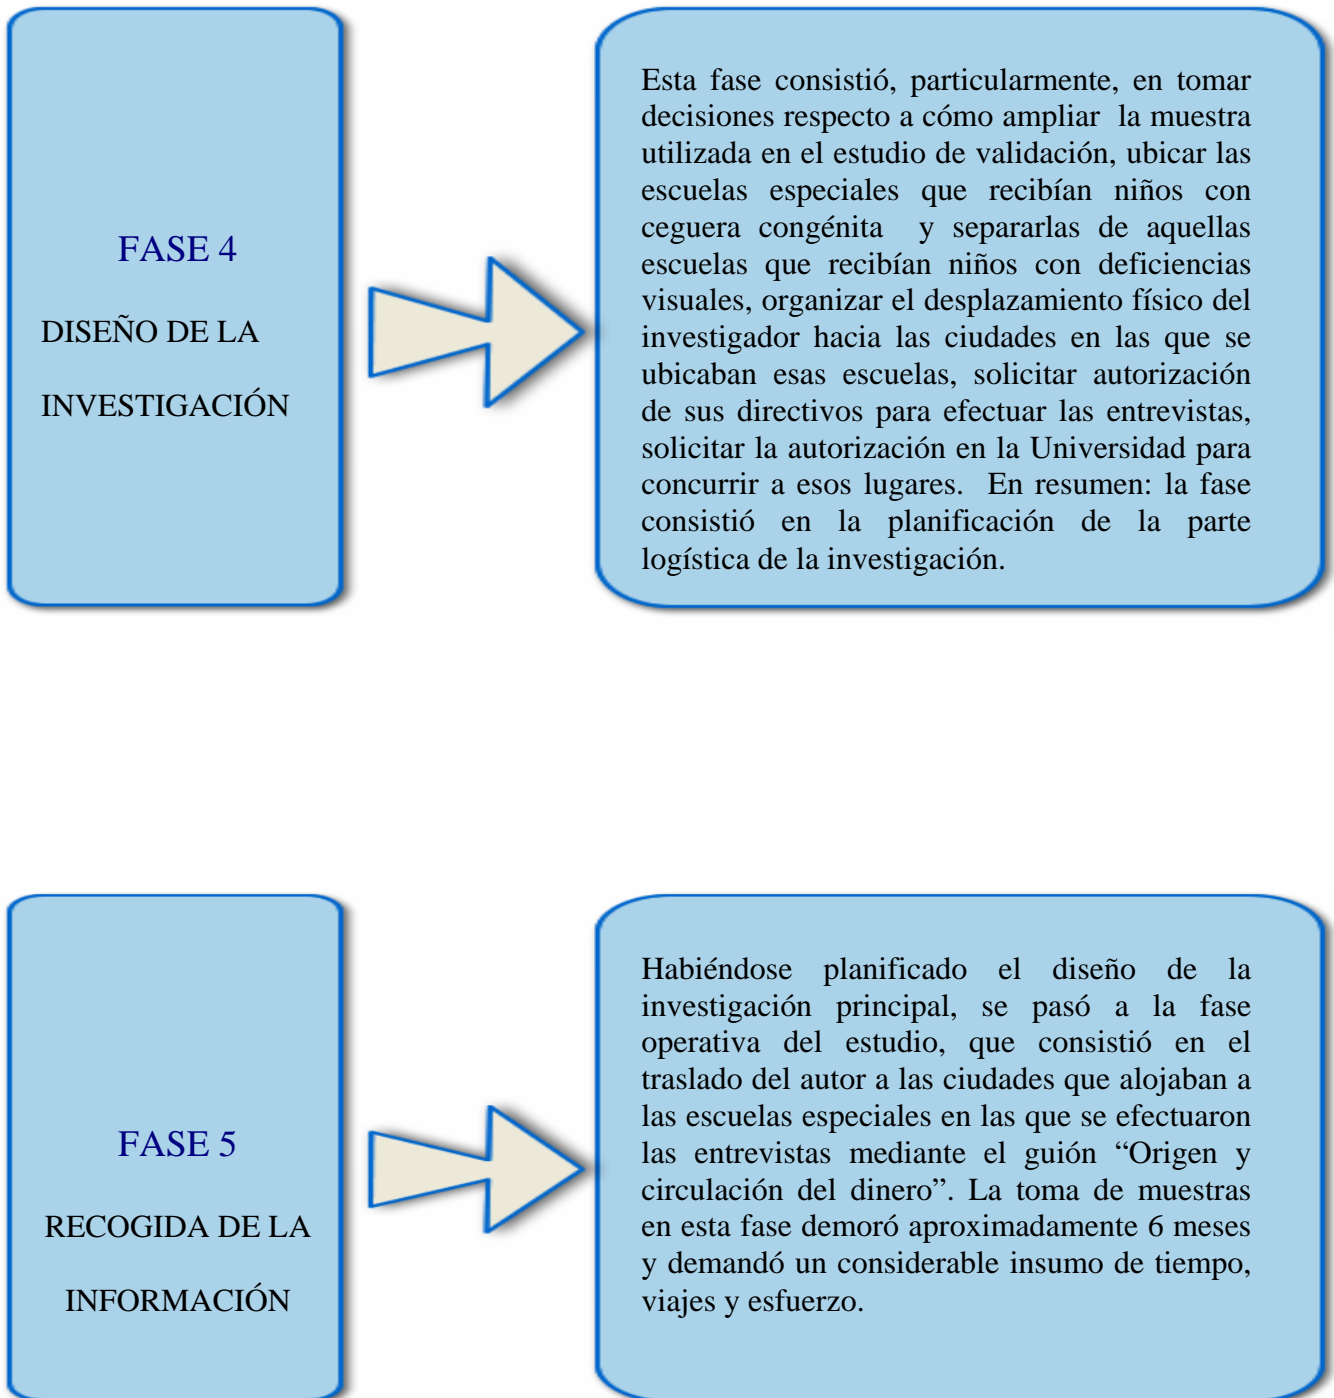 FASE 4
DISEÑO DE LA
INVESTIGACIÓN
Esta fase consistió, particularmente, en tomar
decisiones respecto a cómo ampliar la muestra
utilizada en el estudio de validación, ubicar las
escuelas especiales que recibían niños con
ceguera congénita y separarlas de aquellas
escuelas que recibían niños con deficiencias
visuales, organizar el desplazamiento físico del
investigador hacia las ciudades en las que se
ubicaban esas escuelas, solicitar autorización
de sus directivos para efectuar las entrevistas,
solicitar la autorización en la Universidad para
concurrir a esos lugares. En resumen: la fase
consistió en la planificación de la parte
logística de la investigación.
FASE 5
RECOGIDA DE LA
INFORMACIÓN
Habiéndose planificado el diseño de la
investigación principal, se pasó a la fase
operativa del estudio, que consistió en el
traslado del autor a las ciudades que alojaban a
las escuelas especiales en las que se efectuaron
las entrevistas mediante el guión “Origen y
circulación del dinero”. La toma de muestras
en esta fase demoró aproximadamente 6 meses
y demandó un considerable insumo de tiempo,
viajes y esfuerzo.